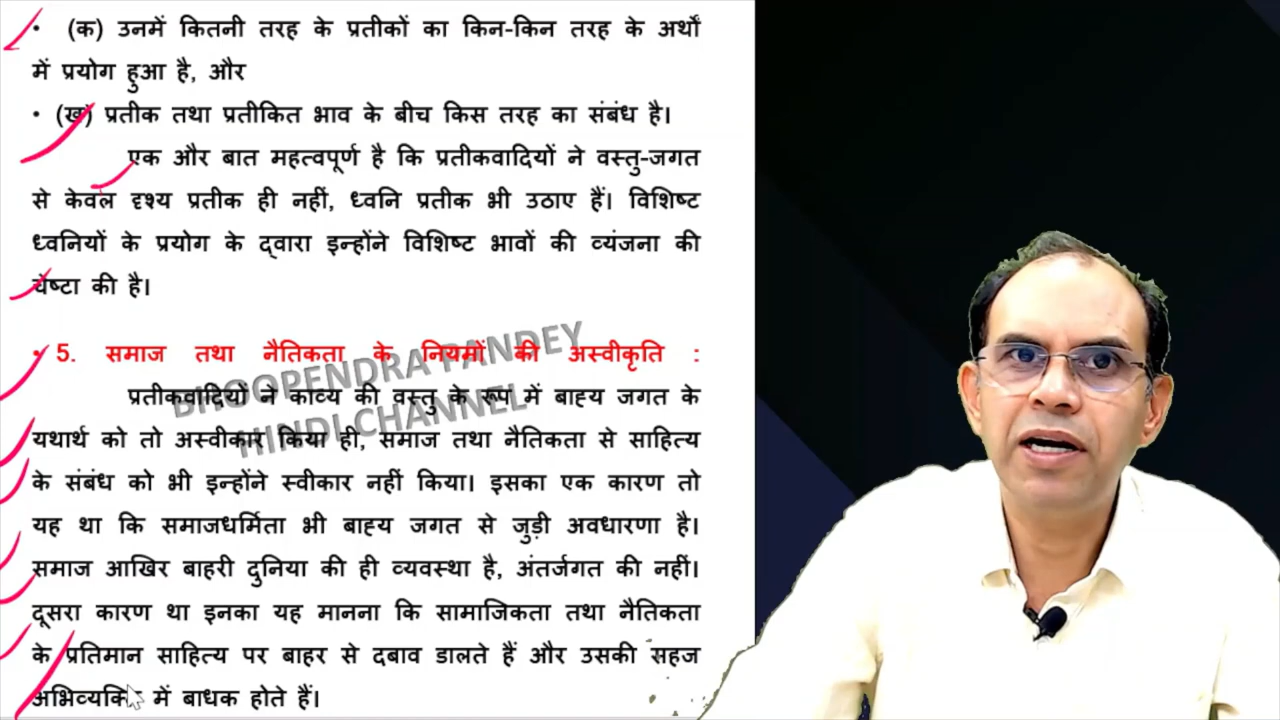 • (क) उनमें कितनी तरह के प्रतीकों का किन-किन तरह के अर्थों
में प्रयोग हुआ है, और
• (ख) प्रतीक तथा प्रतीकित भाव के बीच किस तरह का संबंध है।
एक और बात महत्वपूर्ण है कि प्रतीकवादियों ने वस्तु-जगत
से केवल दृश्य प्रतीक ही नहीं, ध्वनि प्रतीक भी उठाए हैं। विशिष्ट
ध्वनियों के प्रयोग के द्वारा इन्होंने विशिष्ट भावों की व्यंजना की
चेष्टा की है।
• 5. समाज तथा नैतिकता के नियमों की अस्वीकृति :
प्रतीकवादियों ने काव्य की वस्तु के रूप में बाह्य जगत के
यथार्थ को तो अस्वीकार किया ही, समाज तथा नैतिकता से साहित्य
के संबंध को भी इन्होंने स्वीकार नहीं किया। इसका एक कारण तो
यह था कि समाजधर्मिता भी बाह्य जगत से जुड़ी अवधारणा है।
समाज आखिर बाहरी दुनिया की ही व्यवस्था है, अंतर्जगत की नहीं।
दूसरा कारण था इनका यह मानना कि सामाजिकता तथा नैतिकता
के प्रतिमान साहित्य पर बाहर से दबाव डालते हैं और उसकी सहज
अभिव्यक्ति में बाधक होते हैं।
BHOOPENDRA PANDEY
HINDI CHANNEL